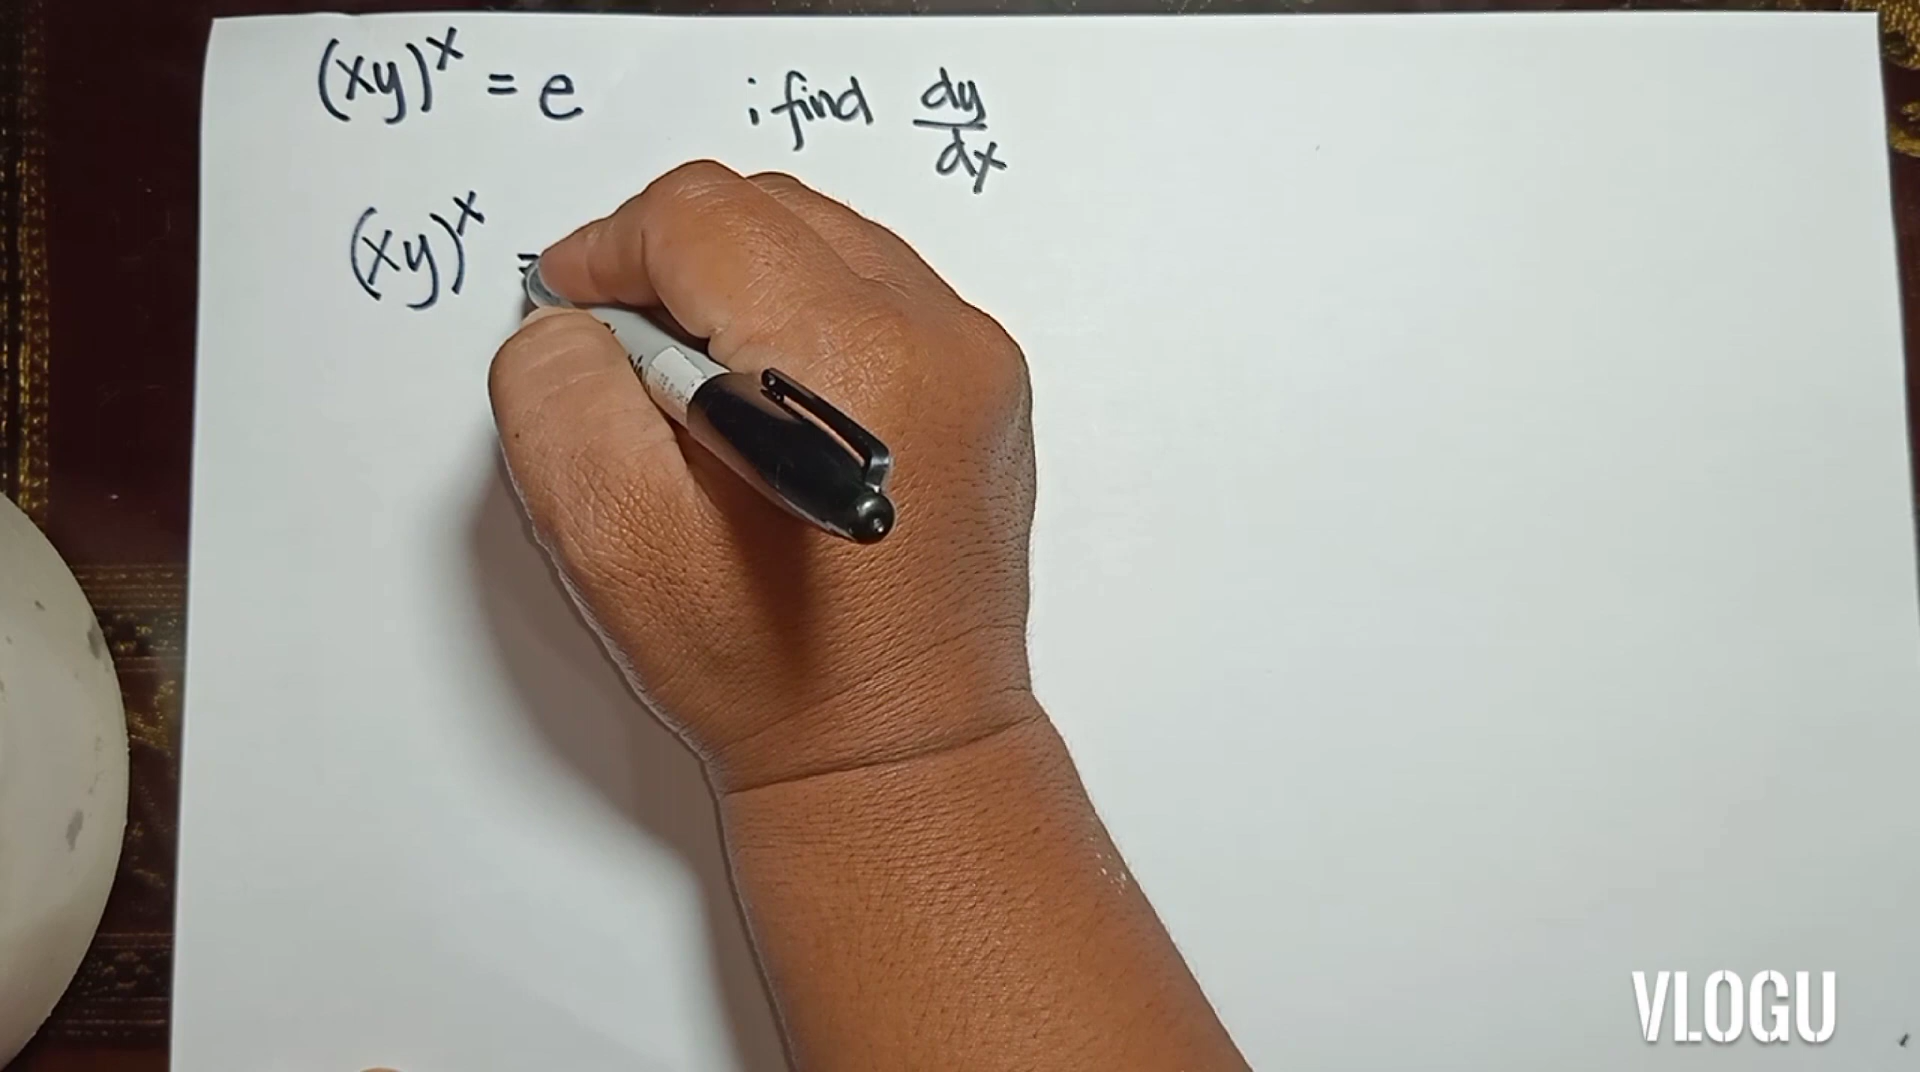 (xy)^x = e ; find dy/dx
(xy)^x =
VLOGU